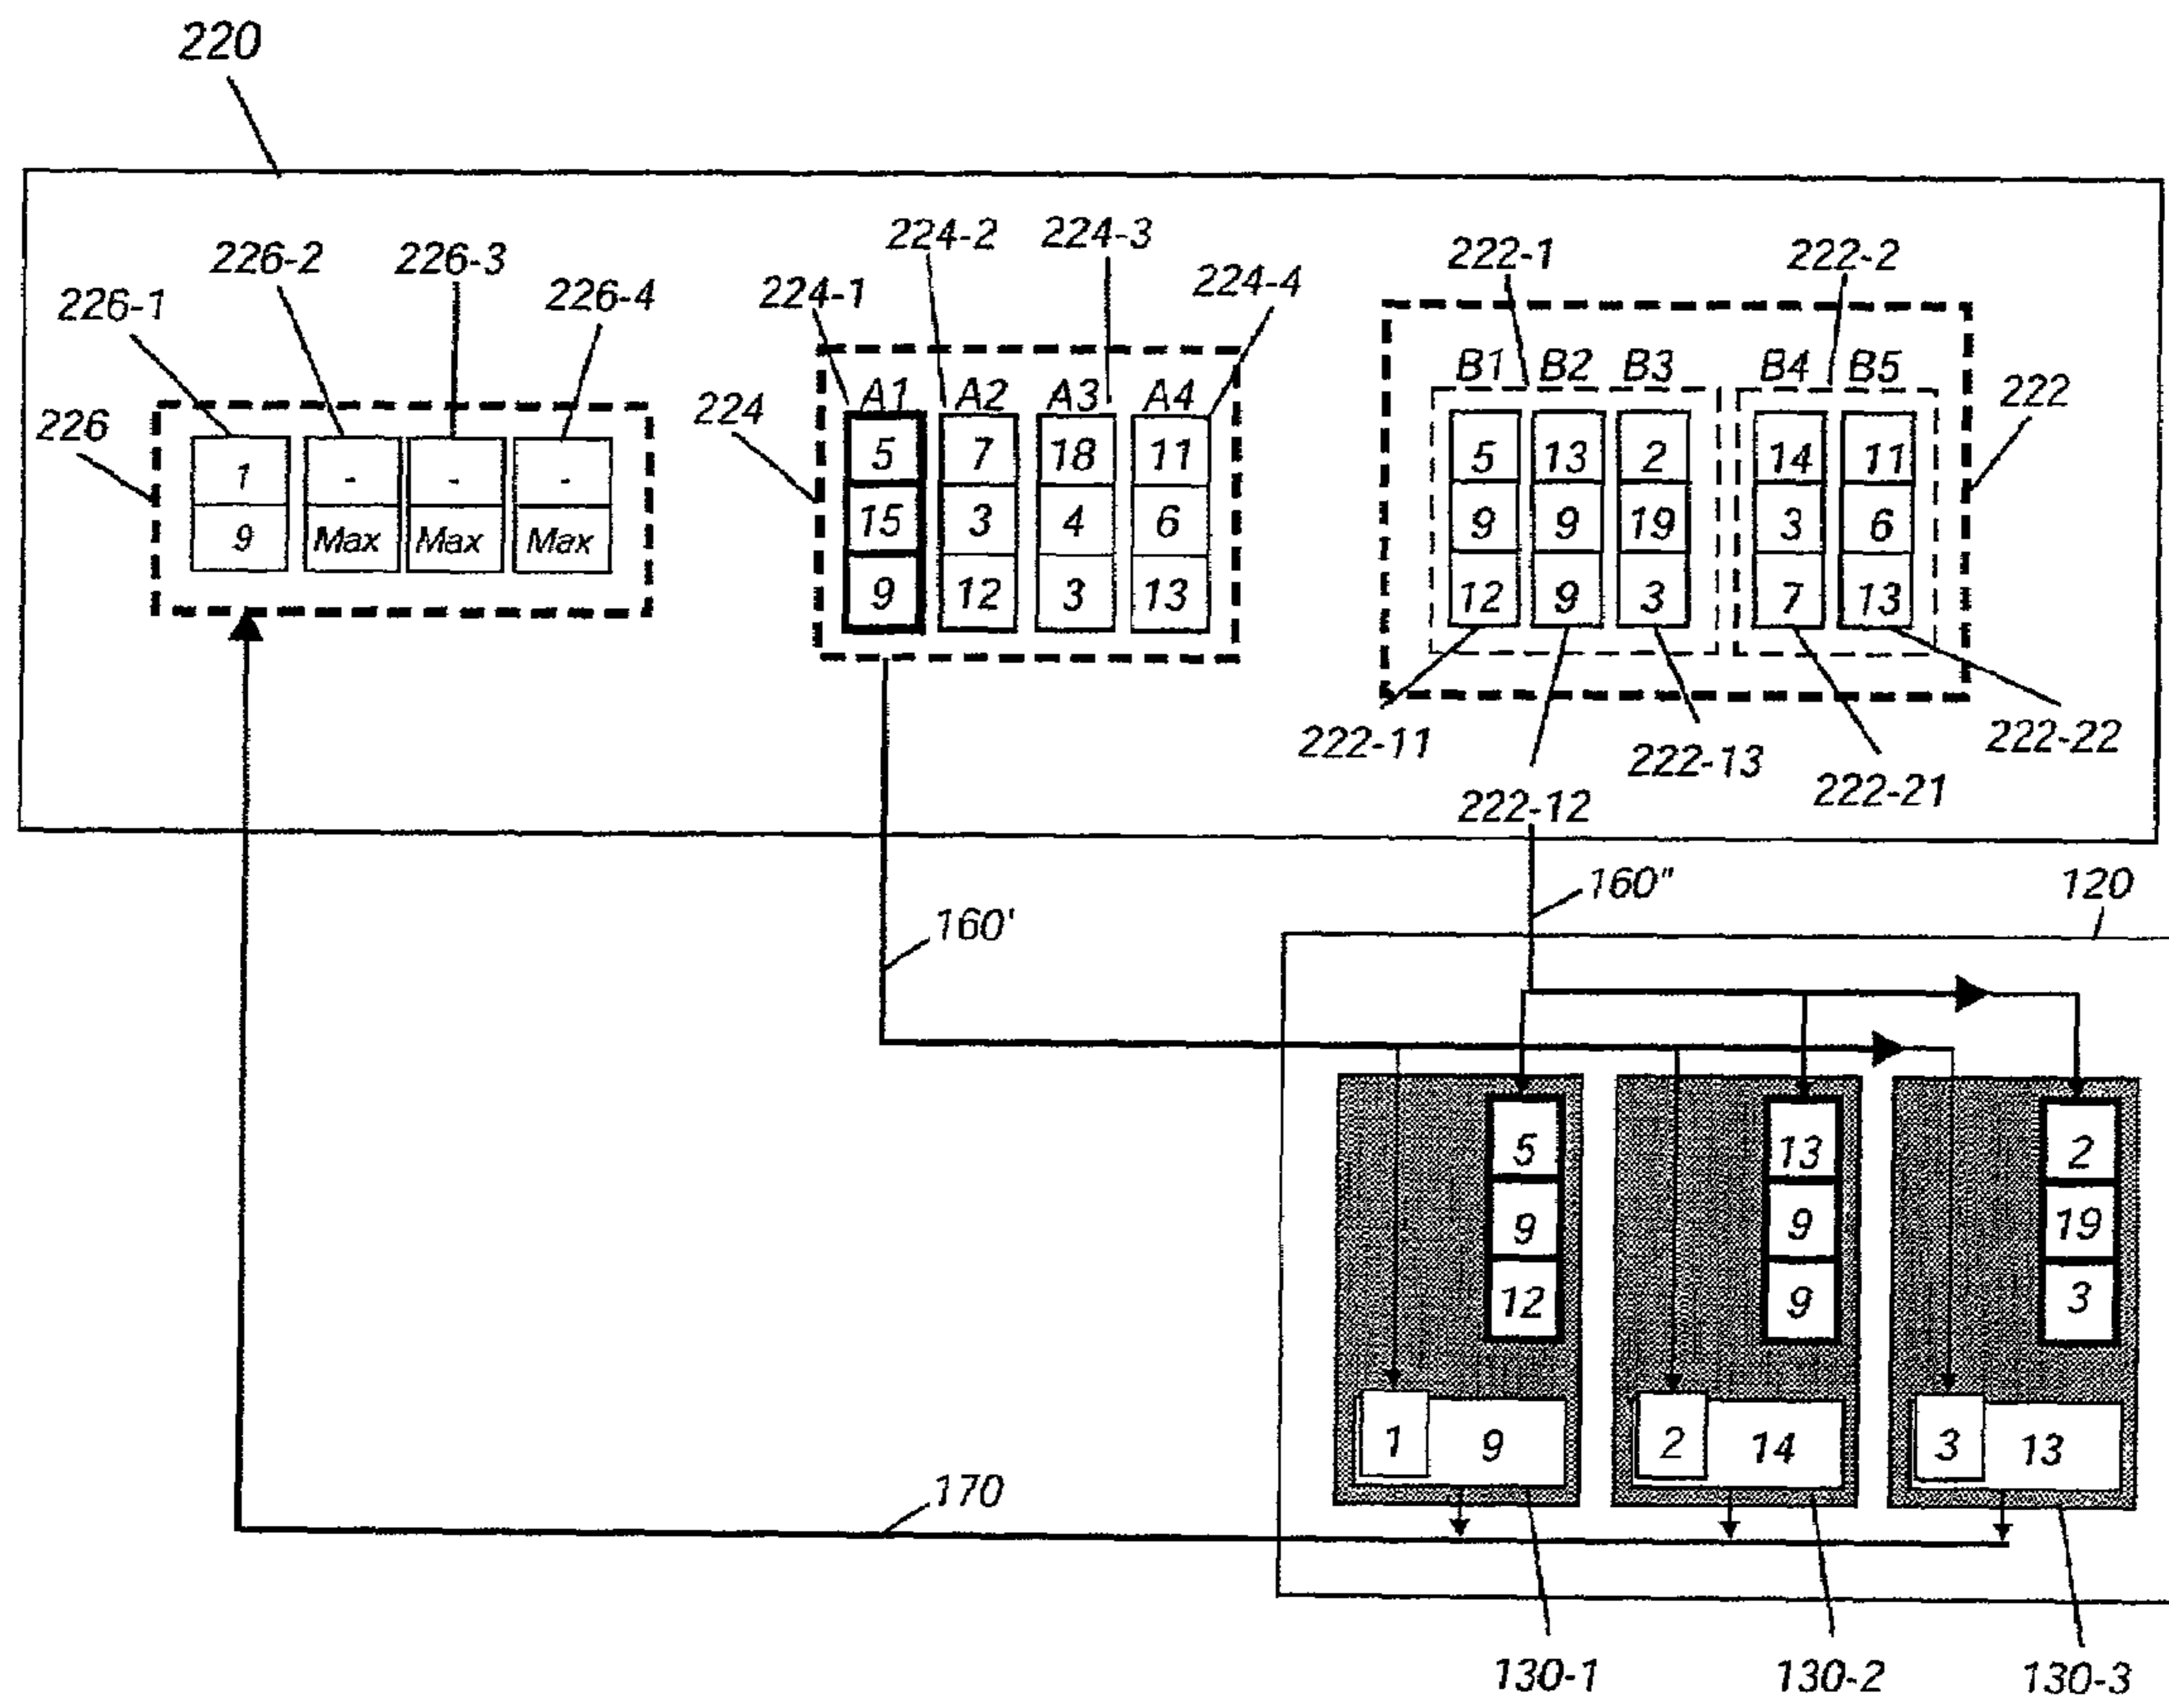 220
224-2 224-3
226-2 226-3 222-1 222-2
226-1 226-4 224-1 224-4
B1 B2 B3 B4 B5
226 224 A1 A2 A3 A4 222
1 - - - 5 7 18 11 5 13 2 14 11
9 Max Max Max 15 3 4 6 9 9 19 3 6
9 12 3 13 12 9 3 7 13
222-11 222-13 222-22
222-12 222-21
160' 160" 120
5 13 2
9 9 19
12 9 3
1 9 2 14 3 13
170
130-1 130-2 130-3